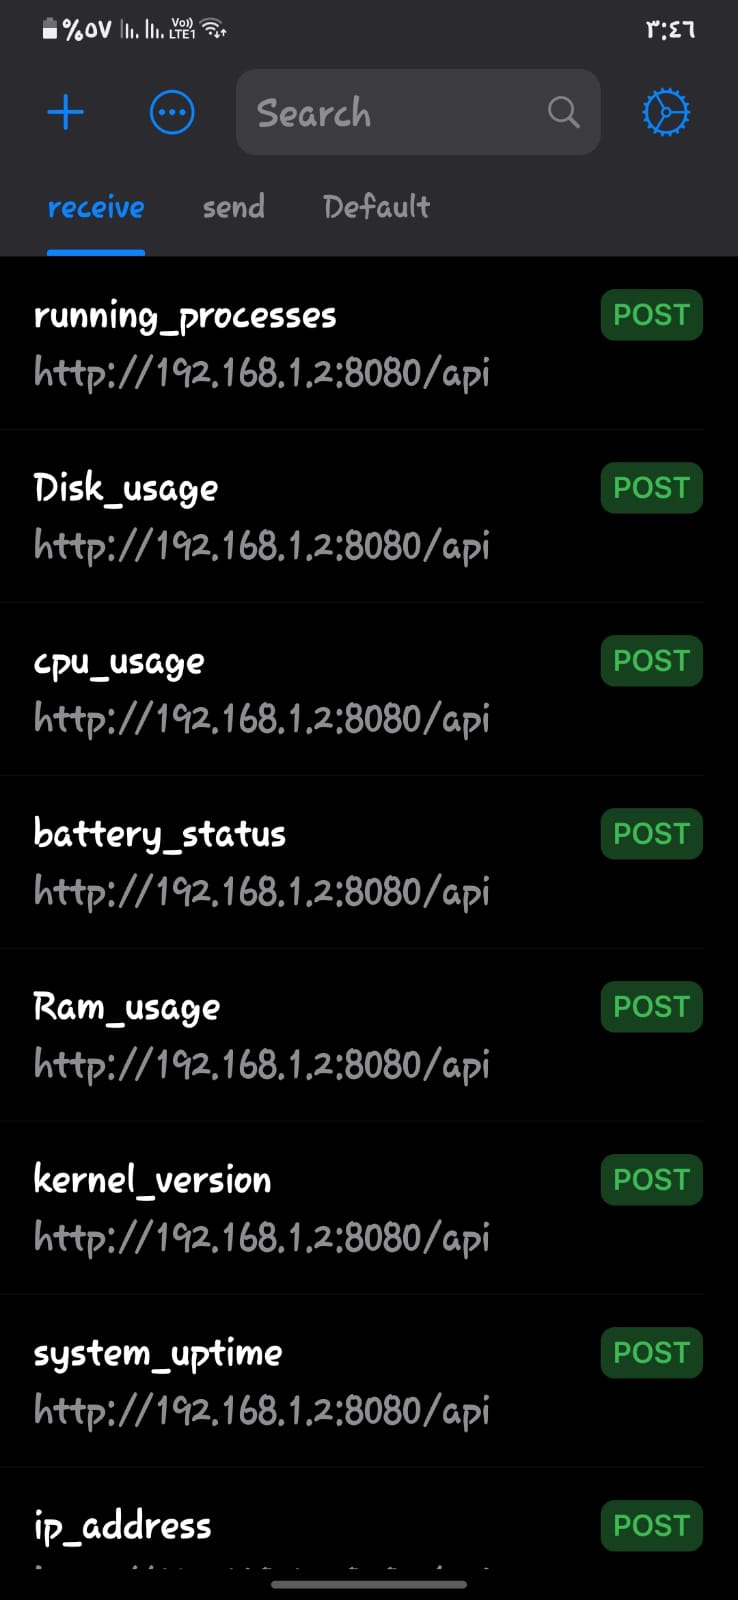 %٥٧ Vo)) LTE1 ٣:٤٦
Search
receive send Default
running_processes POST
http://192.168.1.2:8080/api
Disk_usage POST
http://192.168.1.2:8080/api
cpu_usage POST
http://192.168.1.2:8080/api
battery_status POST
http://192.168.1.2:8080/api
Ram_usage POST
http://192.168.1.2:8080/api
kernel_version POST
http://192.168.1.2:8080/api
system_uptime POST
http://192.168.1.2:8080/api
ip_address POST